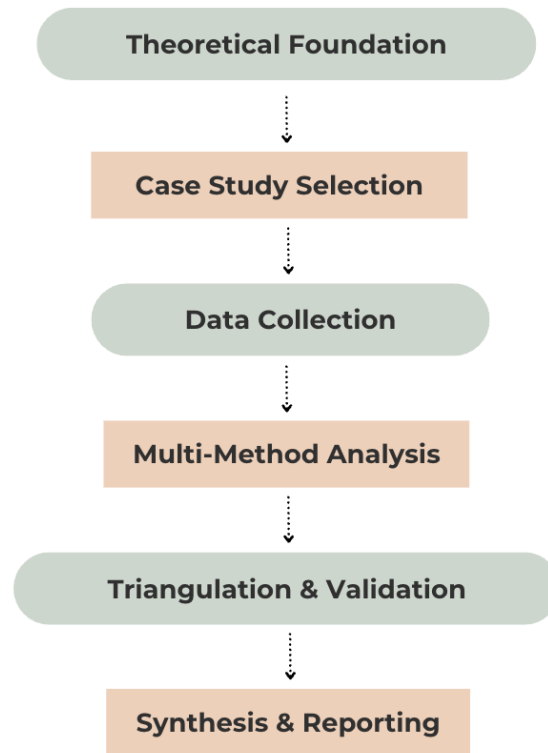 Theoretical Foundation
Case Study Selection
Data Collection
Multi-Method Analysis
Triangulation & Validation
Synthesis & Reporting